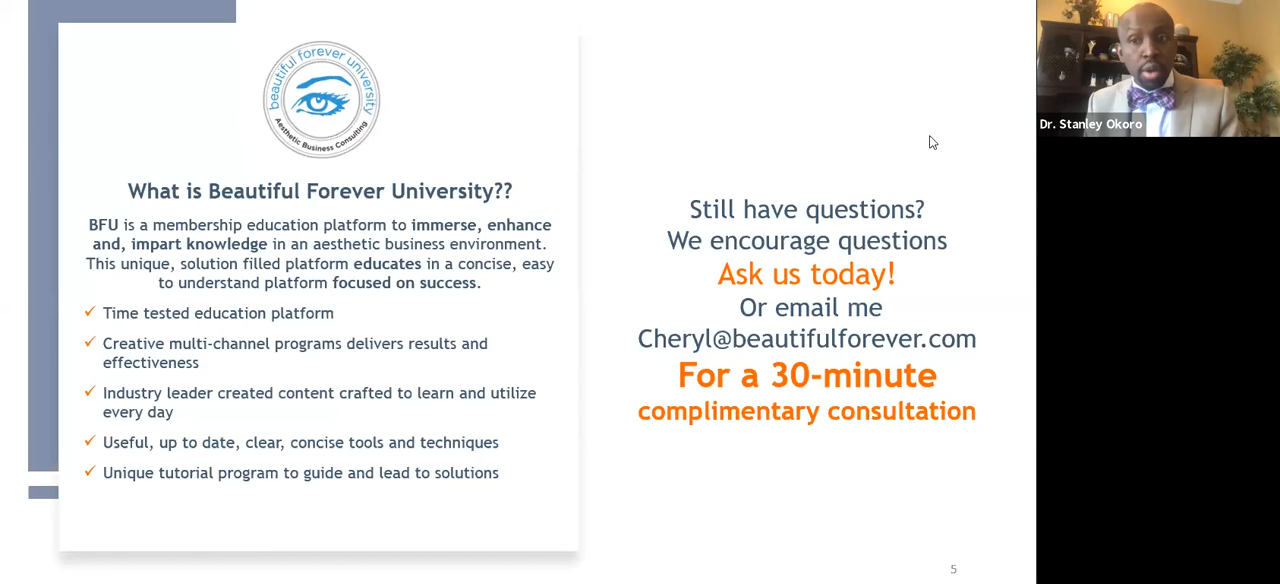 beautiful forever university
Aesthetic Business Consulting
What is Beautiful Forever University??
BFU is a membership education platform to immerse, enhance
and, impart knowledge in an aesthetic business environment.
This unique, solution filled platform educates in a concise, easy
to understand platform focused on success.
✓ Time tested education platform
✓ Creative multi-channel programs delivers results and
effectiveness
✓ Industry leader created content crafted to learn and utilize
every day
✓ Useful, up to date, clear, concise tools and techniques
✓ Unique tutorial program to guide and lead to solutions
Still have questions?
We encourage questions
Ask us today!
Or email me
Cheryl@beautifulforever.com
For a 30-minute
complimentary consultation
5
Dr. Stanley Okoro